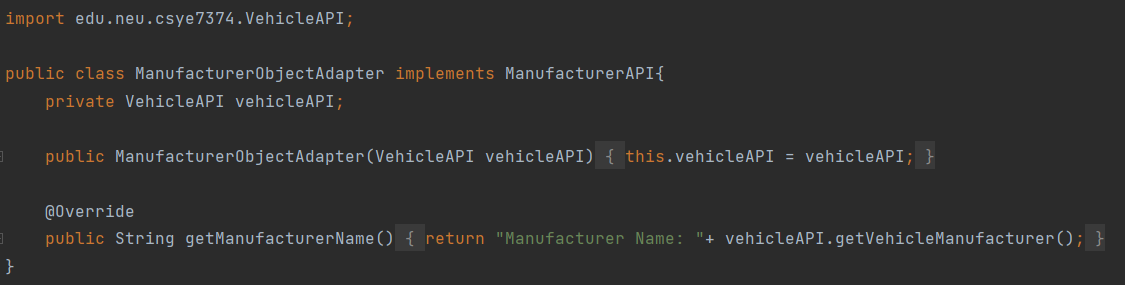 import edu.neu.csye7374.VehicleAPI;
public class ManufacturerObjectAdapter implements ManufacturerAPI{
private VehicleAPI vehicleAPI;
public ManufacturerObjectAdapter(VehicleAPI vehicleAPI) { this.vehicleAPI = vehicleAPI; }
@Override
public String getManufacturerName() { return "Manufacturer Name: "+ vehicleAPI.getVehicleManufacturer(); }
}